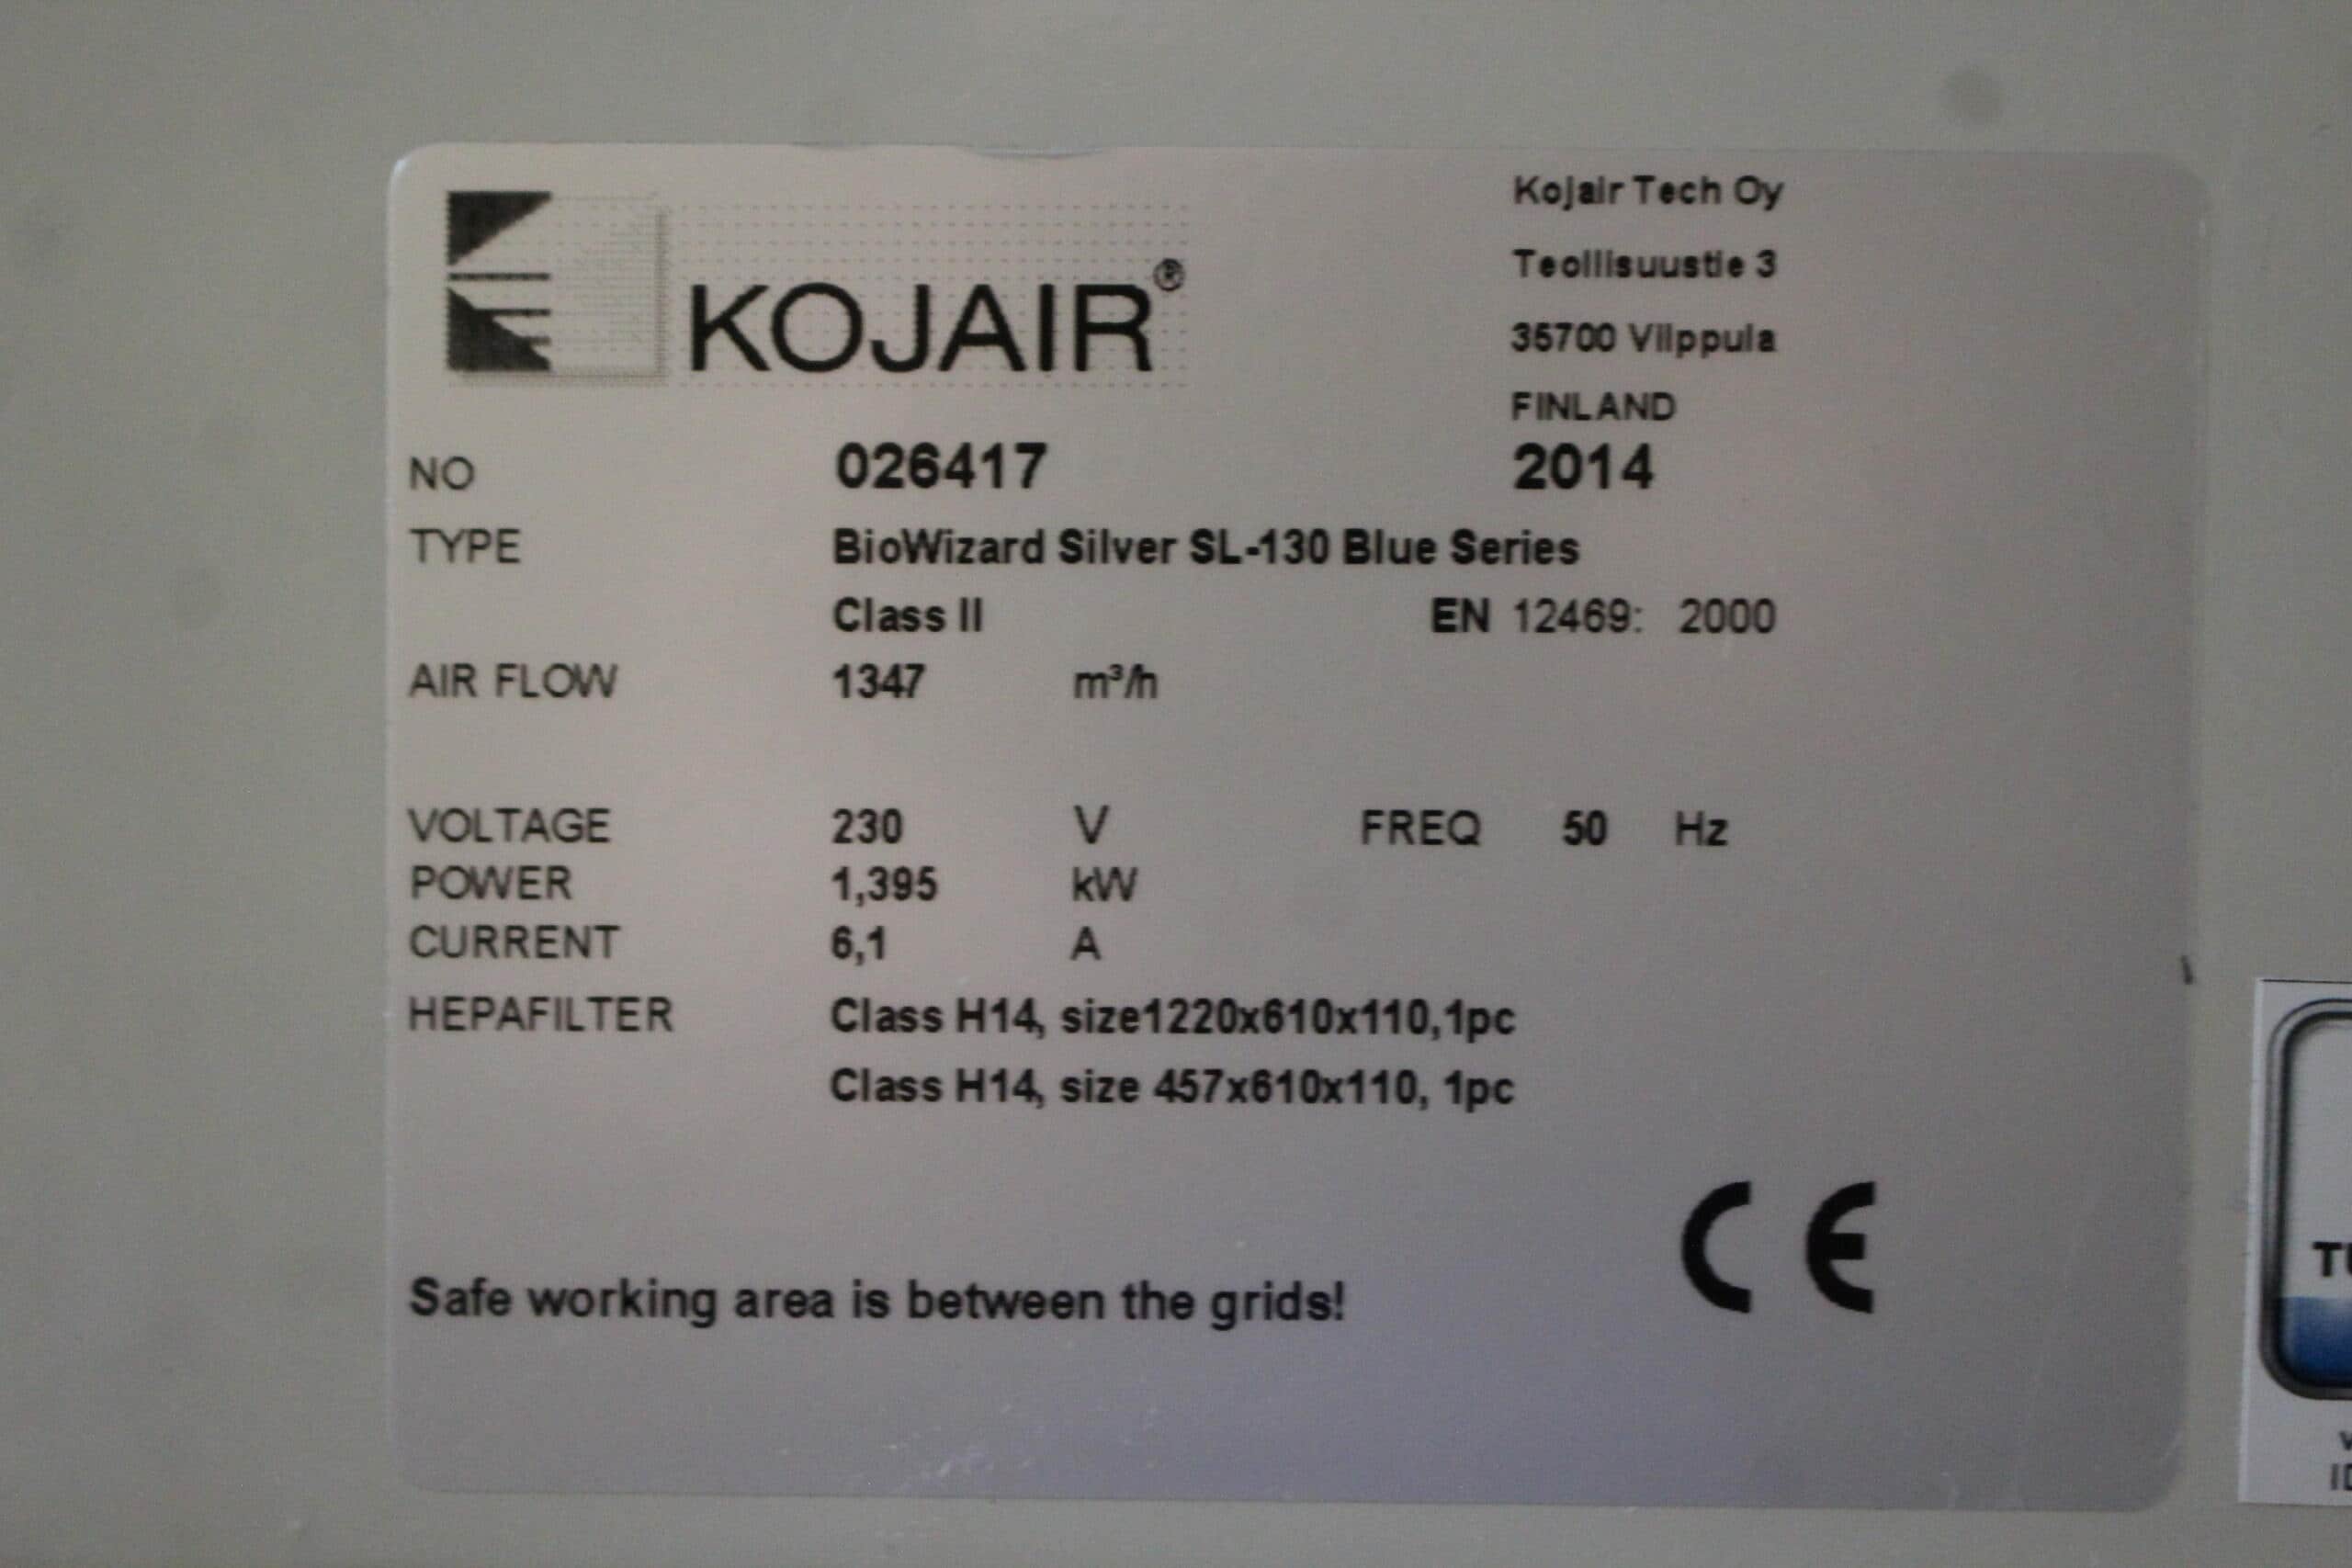 KOJAIR®
Kojair Tech Oy
Teollisuustie 3
35700 Vilppula
FINLAND
NO 026417 2014
TYPE BioWizard Silver SL-130 Blue Series
Class II EN 12469: 2000
AIR FLOW 1347 m³/h
VOLTAGE 230 V FREQ 50 Hz
POWER 1,395 kW
CURRENT 6,1 A
HEPAFILTER Class H14, size1220x610x110,1pc
Class H14, size 457x610x110, 1pc
CE
Safe working area is between the grids!